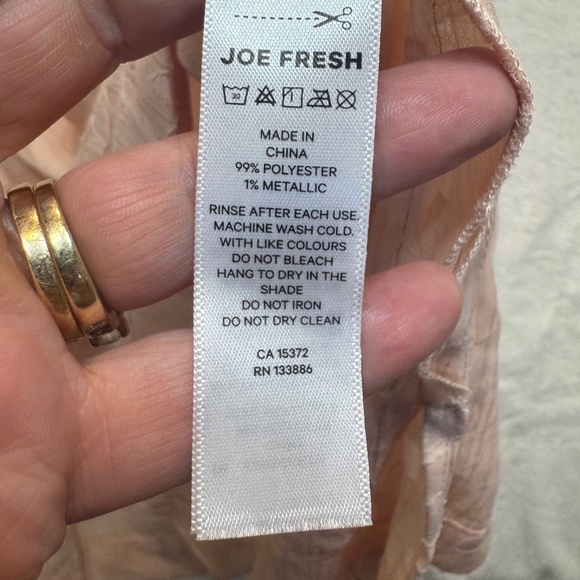 JOE FRESH
30
MADE IN
CHINA
99% POLYESTER
1% METALLIC
RINSE AFTER EACH USE.
MACHINE WASH COLD.
WITH LIKE COLOURS
DO NOT BLEACH
HANG TO DRY IN THE
SHADE
DO NOT IRON
DO NOT DRY CLEAN
CA 15372
RN 133886